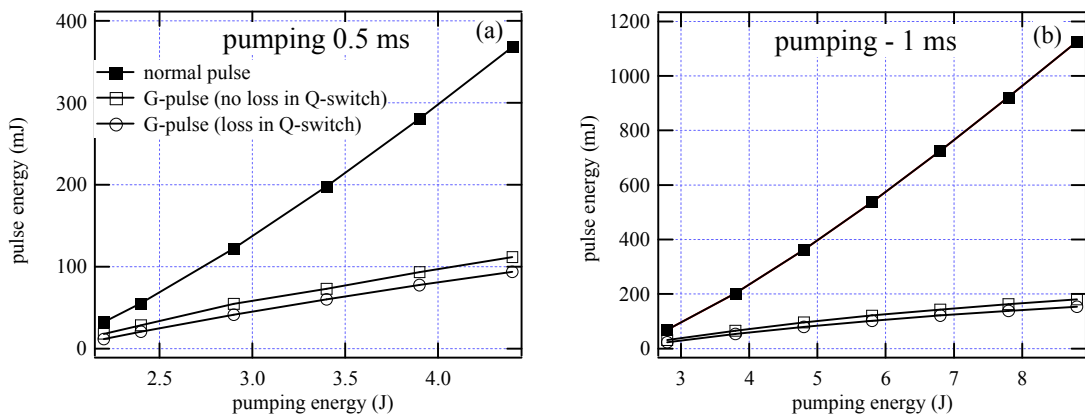 400
300
200
100
0
pulse energy (mJ)
pumping 0.5 ms
(a)
normal pulse
G-pulse (no loss in Q-switch)
G-pulse (loss in Q-switch)
2.5 3.0 3.5 4.0
pumping energy (J)
1200
1000
800
600
400
200
0
pulse energy (mJ)
pumping - 1 ms
(b)
3 4 5 6 7 8
pumping energy (J)